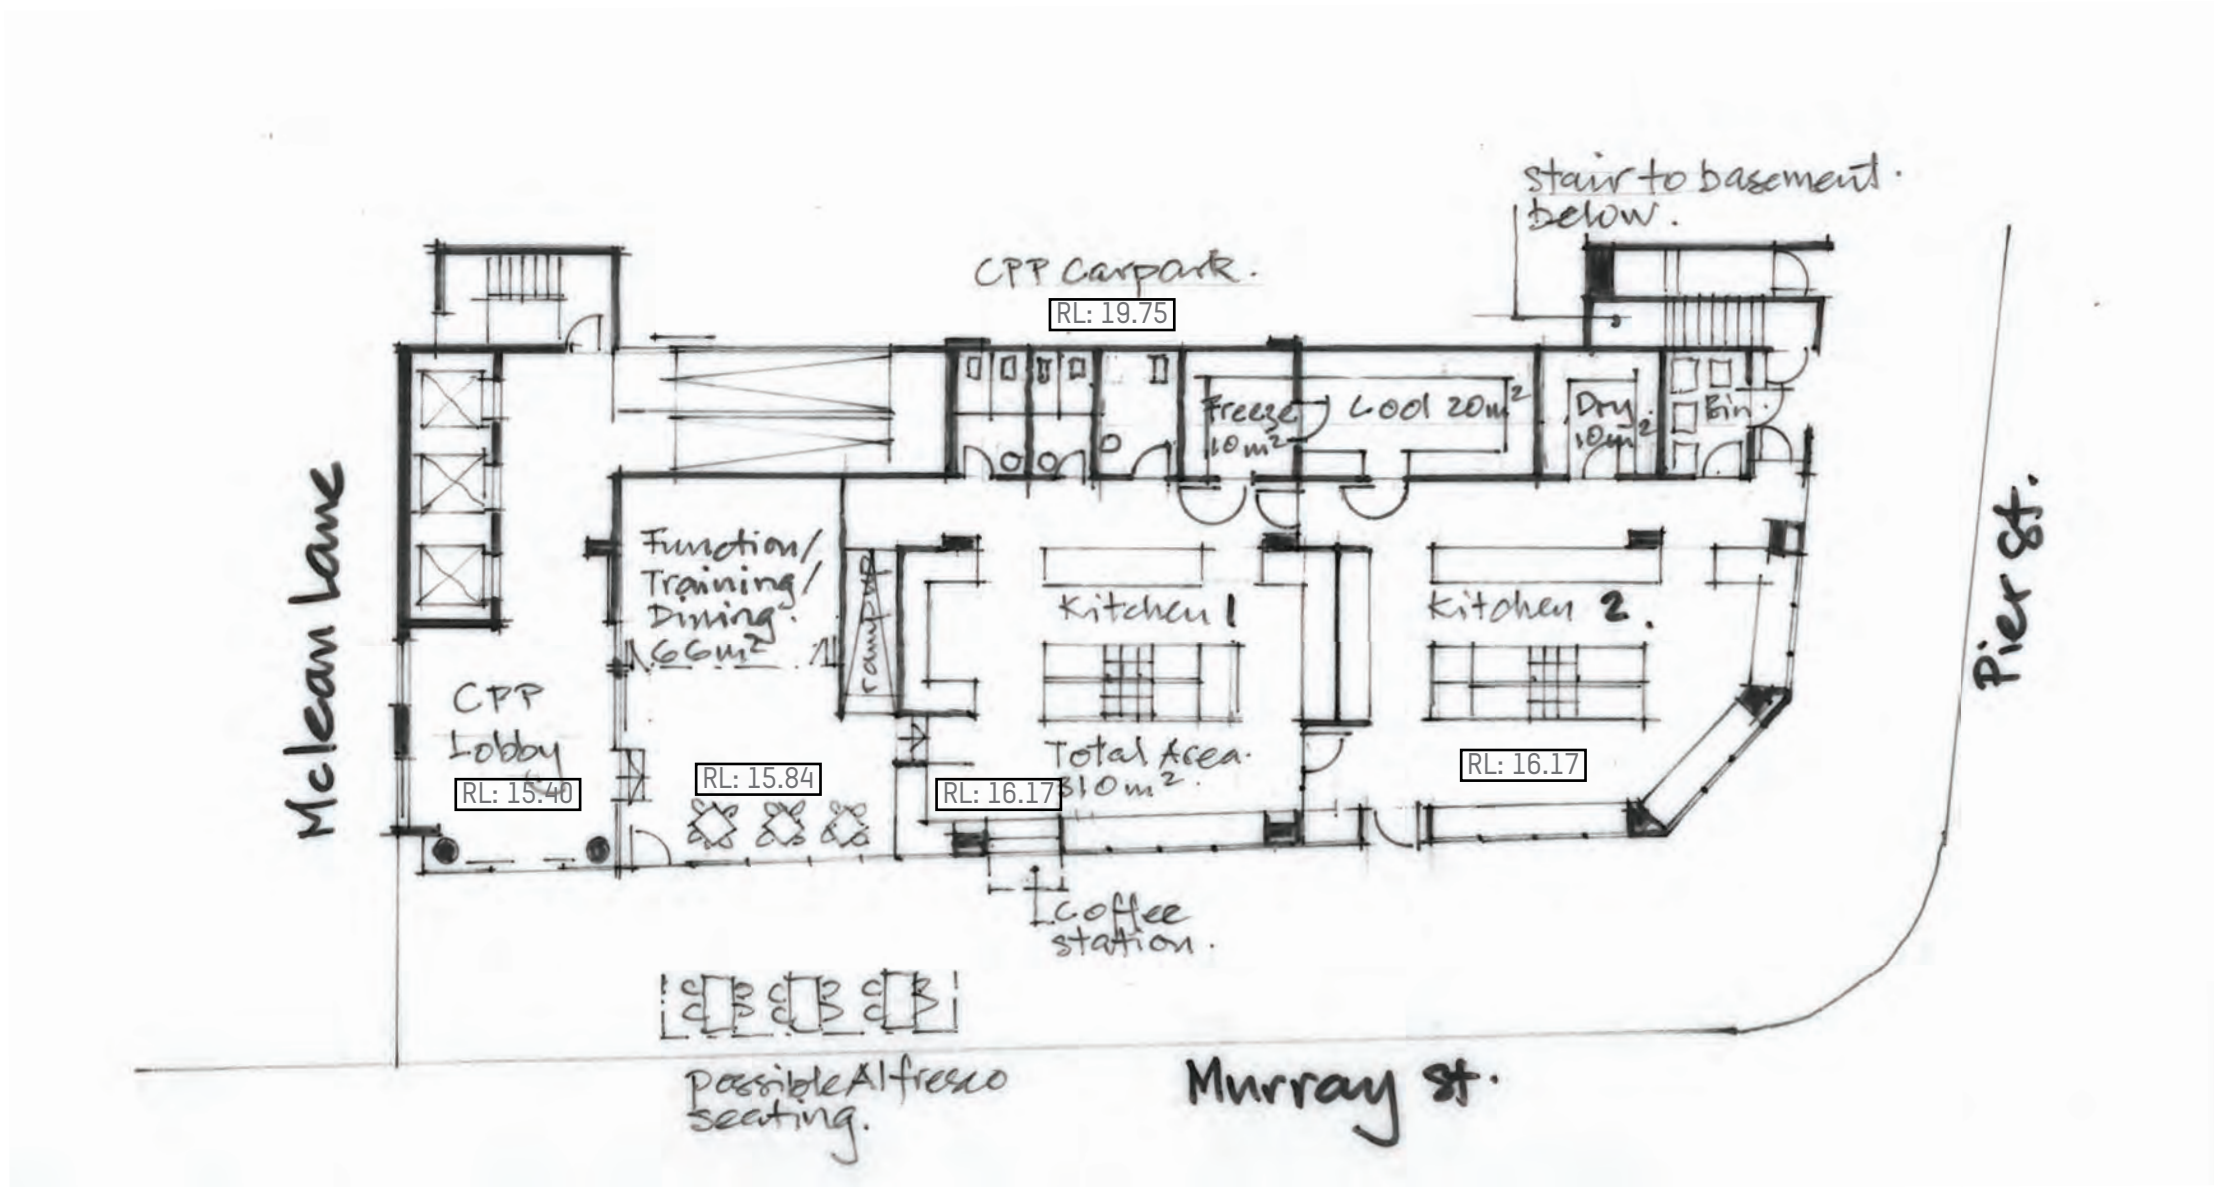 stair to basement.
below.
CPP Carpark.
RL: 19.75
Freeze
10m²
Cool 20m²
Dry.
10m²
Bin.
Mclean Lane
Pier St.
Function/
Training/
Dining.
66m²
ramp up
Kitchen 1
Kitchen 2.
CPP
Lobby
RL: 15.40
RL: 15.84
Total Area.
310m².
RL: 16.17
RL: 16.17
Coffee
station.
possible Alfresco
seating.
Murray St.